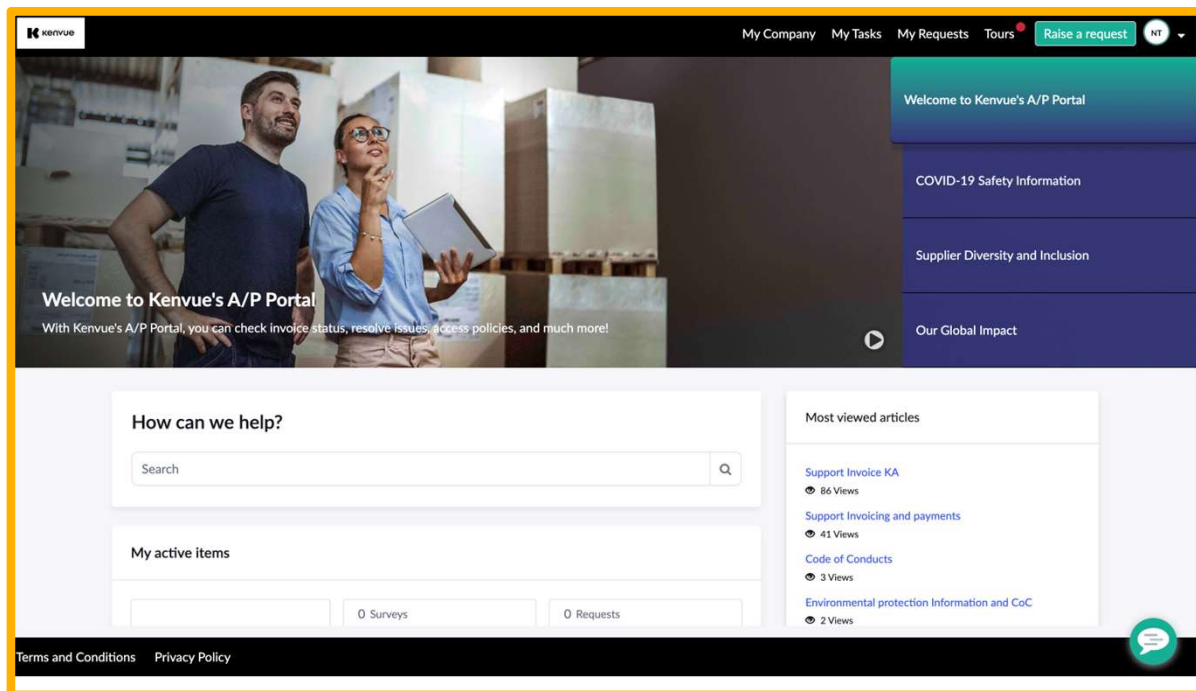 Kenvue
My Company My Tasks My Requests Tours Raise a request NT
Welcome to Kenvue's A/P Portal
COVID-19 Safety Information
Supplier Diversity and Inclusion
Our Global Impact
Welcome to Kenvue's A/P Portal
With Kenvue's A/P Portal, you can check invoice status, resolve issues, access policies, and much more!
How can we help?
Search
My active items
0 Surveys
0 Requests
Most viewed articles
Support Invoice KA
86 Views
Support Invoicing and payments
41 Views
Code of Conducts
3 Views
Environmental protection Information and CoC
2 Views
Terms and Conditions Privacy Policy